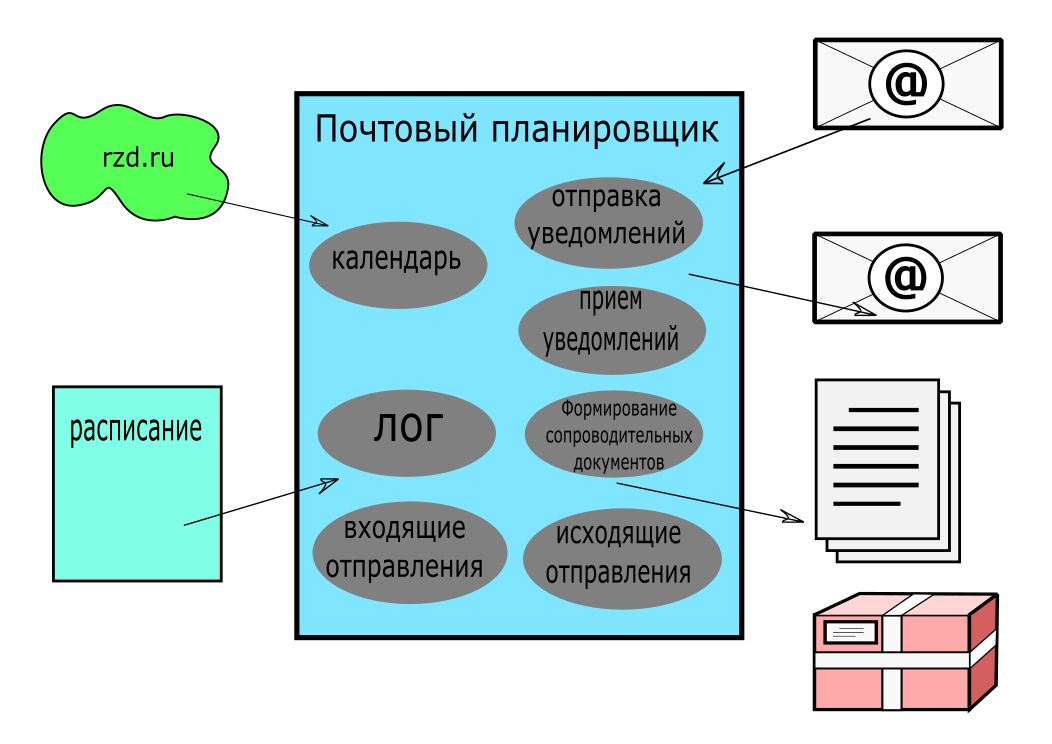 Почтовый планировщик
rzd.ru
календарь
отправка
уведомлений
прием
уведомлений
расписание
лог
Формирование
сопроводительных
документов
входящие
отправления
исходящие
отправления
@
@